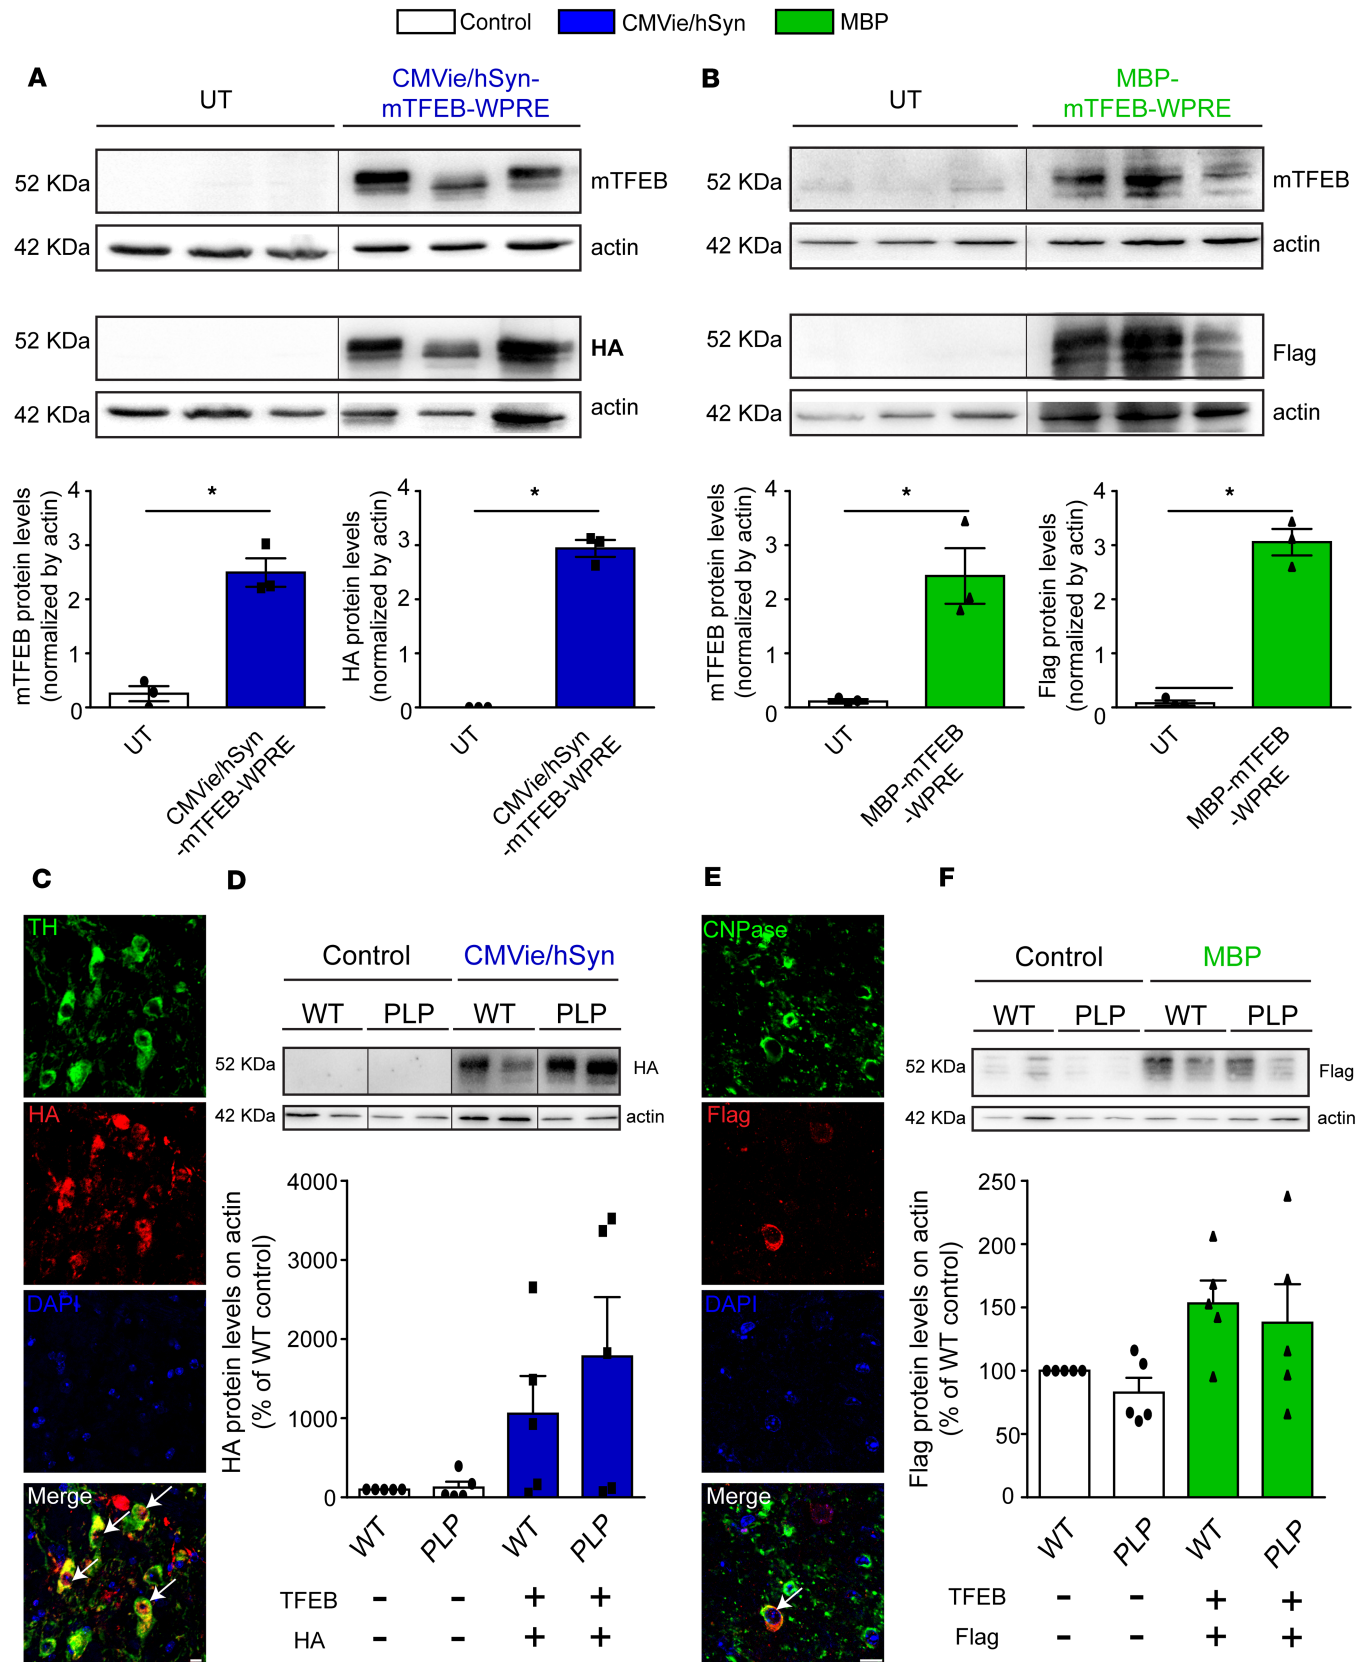 Control CMVie/hSyn MBP
A
UT
CMVie/hSyn-
mTFEB-WPRE
52 KDa
mTFEB
42 KDa
actin
52 KDa
HA
42 KDa
actin
mTFEB protein levels
(normalized by actin)
4
3
2
1
0
*
UT
CMVie/hSyn
-mTFEB-WPRE
HA protein levels
(normalized by actin)
4
3
2
1
0
*
UT
CMVie/hSyn
-mTFEB-WPRE
B
UT
MBP-
mTFEB-WPRE
52 KDa
mTFEB
42 KDa
actin
52 KDa
Flag
42 KDa
actin
mTFEB protein levels
(normalized by actin)
4
3
2
1
0
*
UT
MBP-mTFEB
-WPRE
Flag protein levels
(normalized by actin)
4
3
2
1
0
*
UT
MBP-mTFEB
-WPRE
C
TH
HA
DAPI
Merge
D
Control CMVie/hSyn
WT PLP WT PLP
52 KDa
HA
42 KDa
actin
HA protein levels on actin
(% of WT control)
4000
3000
2000
1000
0
WT PLP WT PLP
TFEB - - + +
HA - - + +
E
CNPase
Flag
DAPI
Merge
F
Control MBP
WT PLP WT PLP
52 KDa
Flag
42 KDa
actin
Flag protein levels on actin
(% of WT control)
250
200
150
100
50
0
WT PLP WT PLP
TFEB - - + +
Flag - - + +